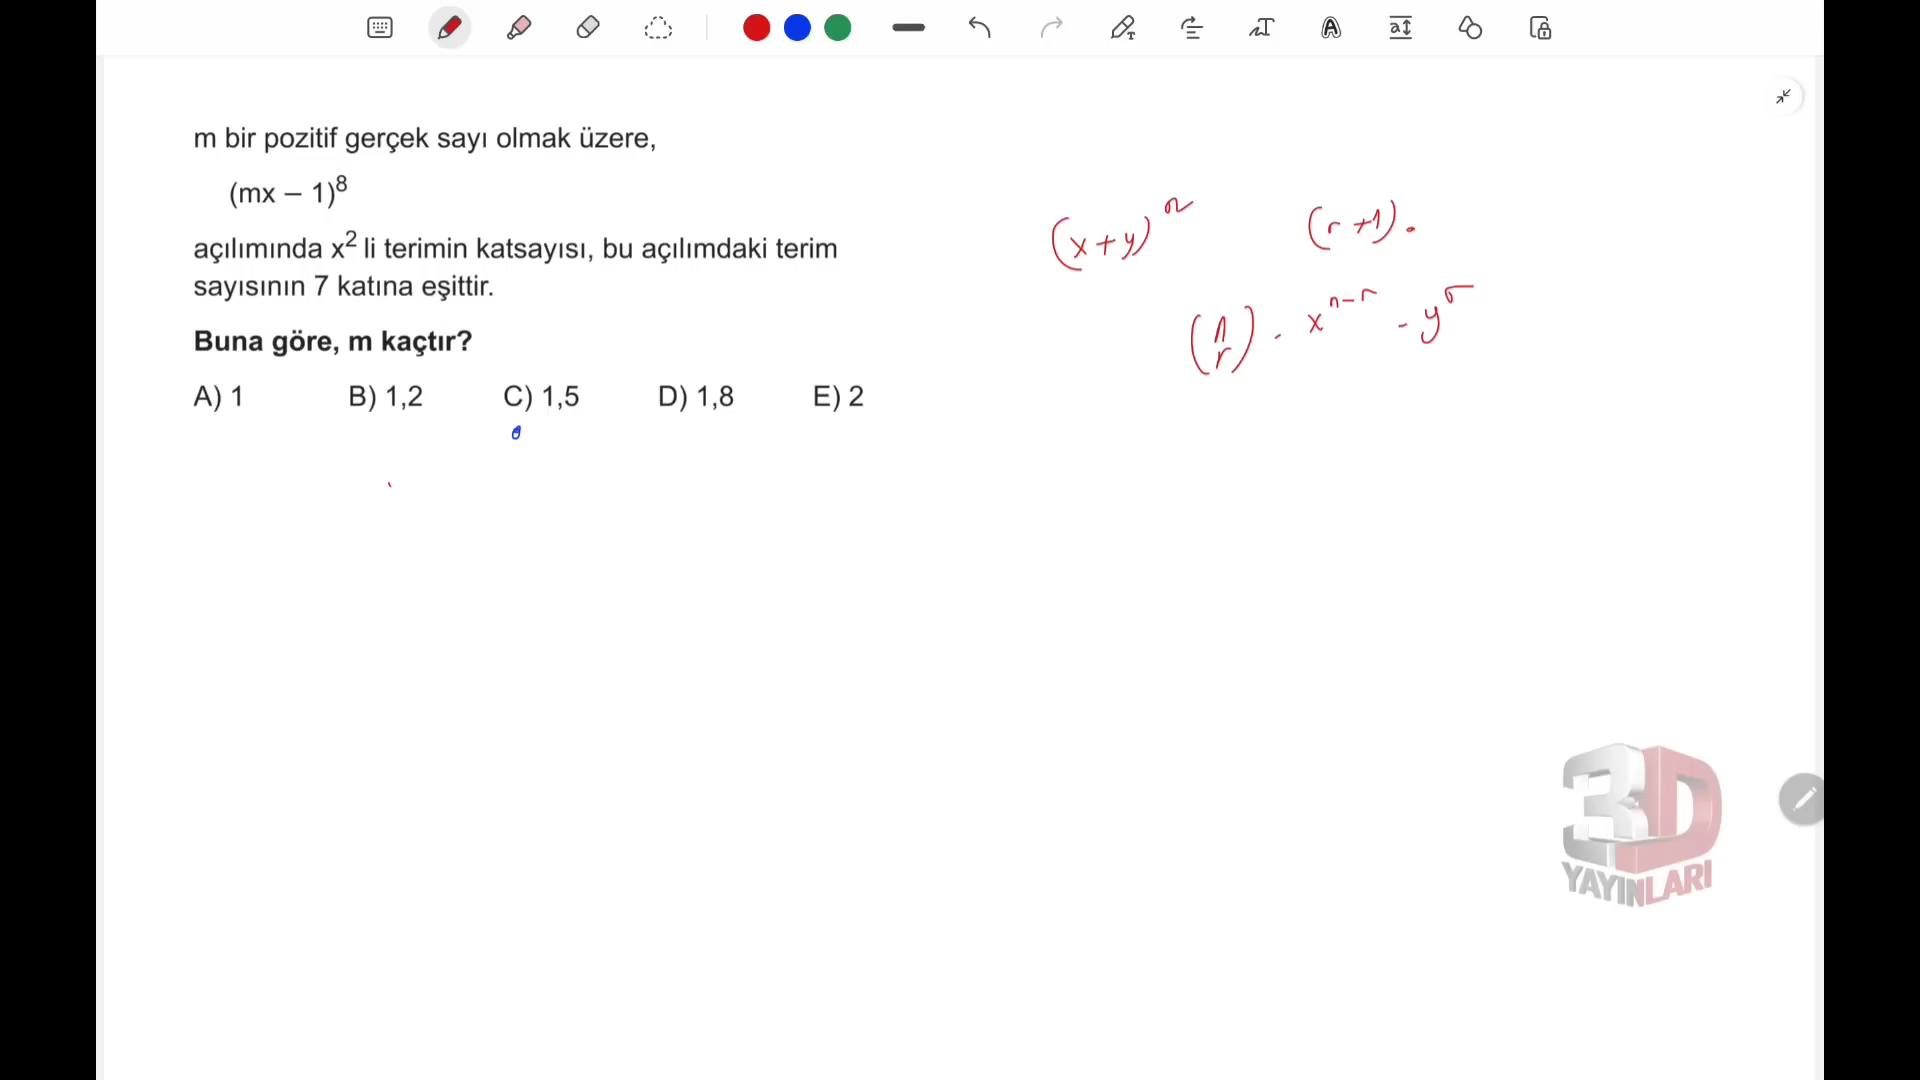 m bir pozitif gerçek sayı olmak üzere,
(mx – 1)⁸
açılımında x² li terimin katsayısı, bu açılımdaki terim
sayısının 7 katına eşittir.
Buna göre, m kaçtır?
A) 1 B) 1,2 C) 1,5 D) 1,8 E) 2
(x+y)ⁿ (r+1).
(n r) · xⁿ⁻ʳ · yʳ
3D
YAYINLARI